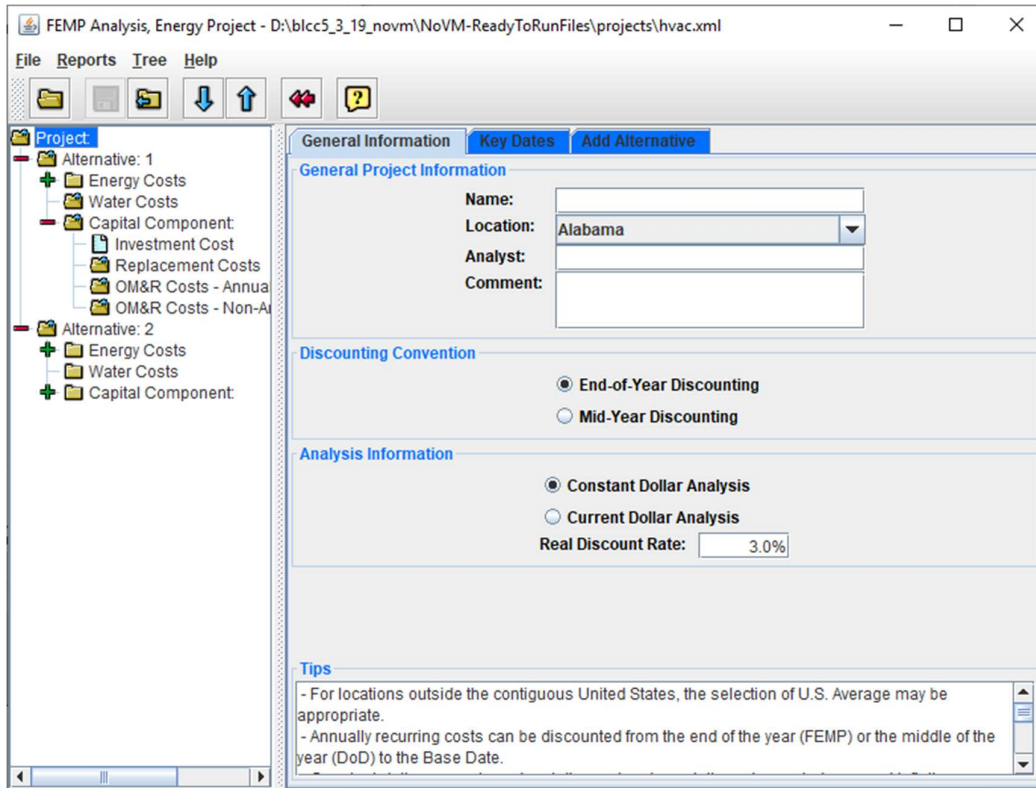 FEMP Analysis, Energy Project - D:\blcc5_3_19_novm\NoVM-ReadyToRunFiles\projects\hvac.xml
File Reports Tree Help
Project:
Alternative: 1
Energy Costs
Water Costs
Capital Component:
Investment Cost
Replacement Costs
OM&R Costs - Annua
OM&R Costs - Non-A
Alternative: 2
Energy Costs
Water Costs
Capital Component:
General Information Key Dates Add Alternative
General Project Information
Name:
Location: Alabama
Analyst:
Comment:
Discounting Convention
End-of-Year Discounting
Mid-Year Discounting
Analysis Information
Constant Dollar Analysis
Current Dollar Analysis
Real Discount Rate: 3.0%
Tips
- For locations outside the contiguous United States, the selection of U.S. Average may be
appropriate.
- Annually recurring costs can be discounted from the end of the year (FEMP) or the middle of the
year (DoD) to the Base Date.